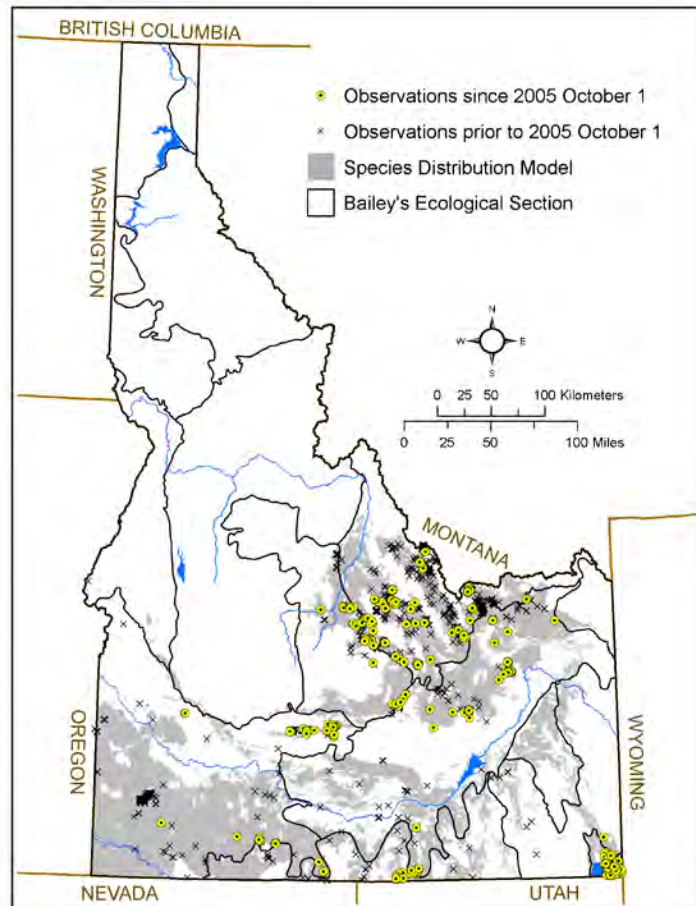 BRITISH COLUMBIA
Observations since 2005 October 1
Observations prior to 2005 October 1
Species Distribution Model
Bailey's Ecological Section
WASHINGTON
N
W E
S
0 25 50 100 Kilometers
0 25 50 100 Miles
MONTANA
OREGON
WYOMING
NEVADA
UTAH